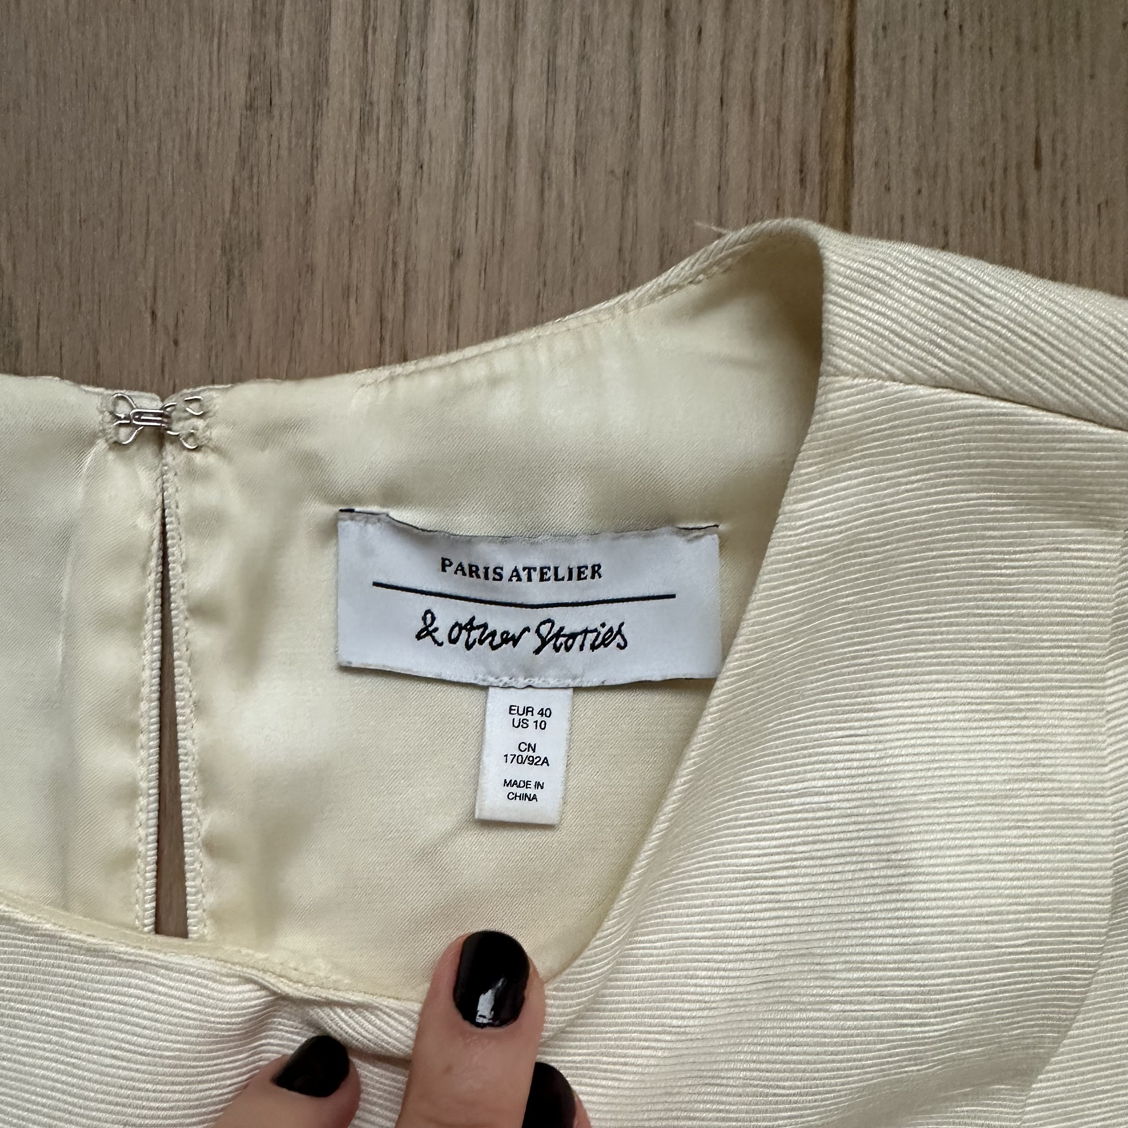 PARIS ATELIER
& other Stories
EUR 40
US 10
CN
170/92A
MADE IN
CHINA